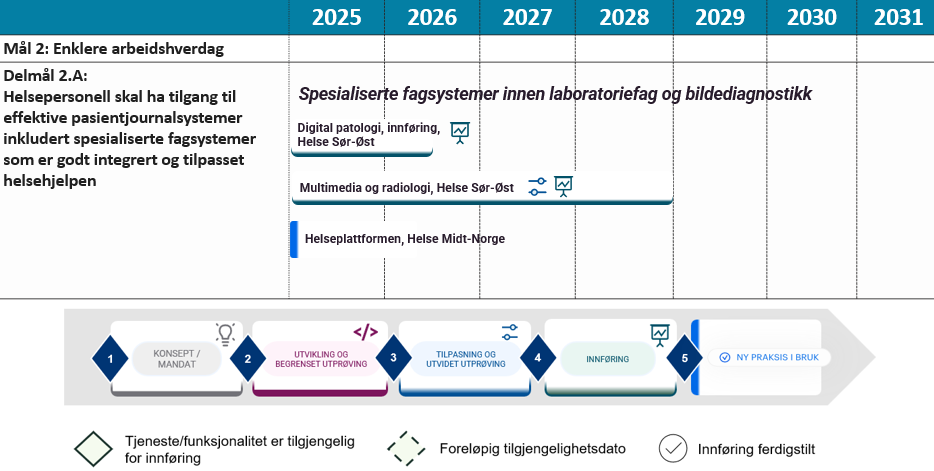 2025 2026 2027 2028 2029 2030 2031
Mål 2: Enklere arbeidshverdag
Delmål 2.A:
Helsepersonell skal ha tilgang til
effektive pasientjournalsystemer
inkludert spesialiserte fagsystemer
som er godt integrert og tilpasset
helsehjelpen
Spesialiserte fagsystemer innen laboratoriefag og bildediagnostikk
Digital patologi, innføring,
Helse Sør-Øst
Multimedia og radiologi, Helse Sør-Øst
Helseplattformen, Helse Midt-Norge
1
KONSEPT /
MANDAT
2
</>
UTVIKLING OG
BEGRENSET UTPRØVING
3
TILPASNING OG
UTVIDET UTPRØVING
4
INNFØRING
5
NY PRAKSIS I BRUK
Tjeneste/funksjonalitet er tilgjengelig
for innføring
Foreløpig tilgjengelighetsdato
Innføring ferdigstilt